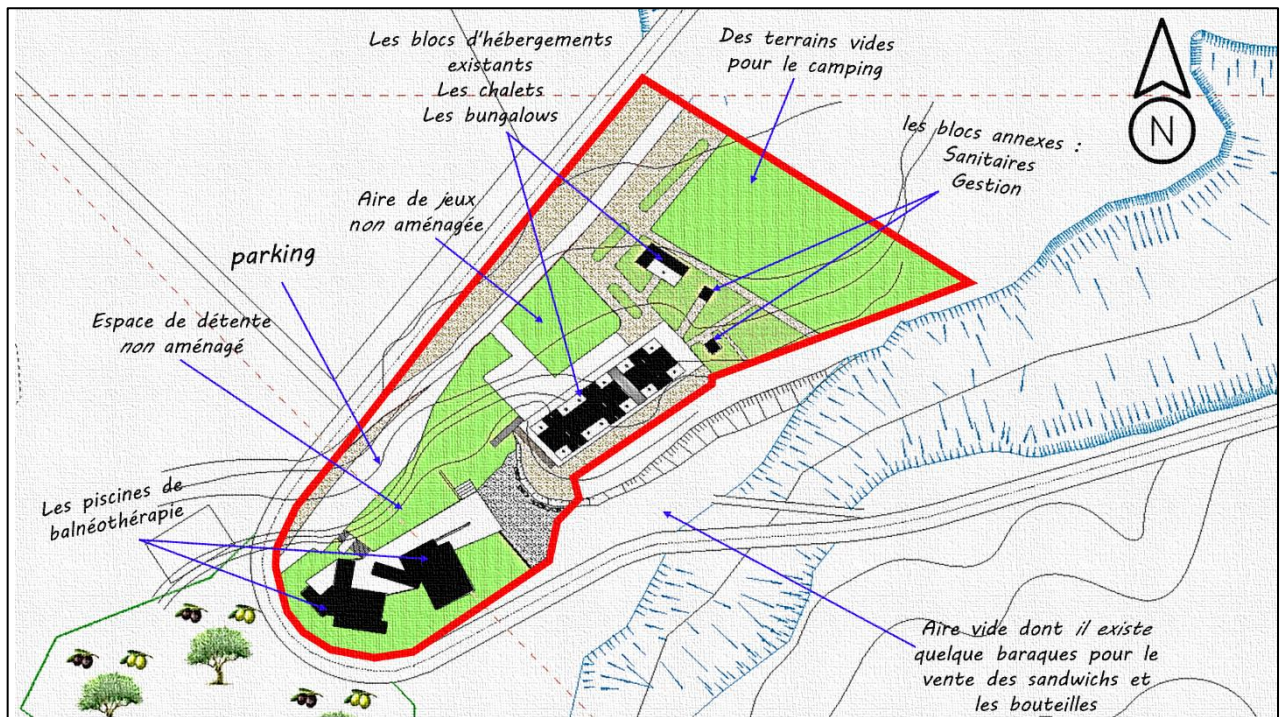 Les blocs d'hébergements
existants
Les chalets
Les bungalows
Des terrains vides
pour le camping
N
les blocs annexes :
Sanitaires
Gestion
Aire de jeux
non aménagée
parking
Espace de détente
non aménagé
Les piscines de
balnéothérapie
Aire vide dont il existe
quelque baraques pour le
vente des sandwichs et
les bouteilles